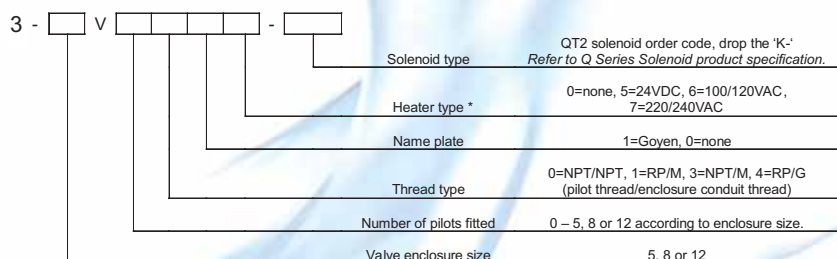 3 - V -
Solenoid type QT2 solenoid order code, drop the 'K-'
Refer to Q Series Solenoid product specification.
Heater type * 0=none, 5=24VDC, 6=100/120VAC,
7=220/240VAC
Name plate 1=Goyen, 0=none
Thread type 0=NPT/NPT, 1=RP/M, 3=NPT/M, 4=RP/G
(pilot thread/enclosure conduit thread)
Number of pilots fitted 0 – 5, 8 or 12 according to enclosure size.
Valve enclosure size 5, 8 or 12